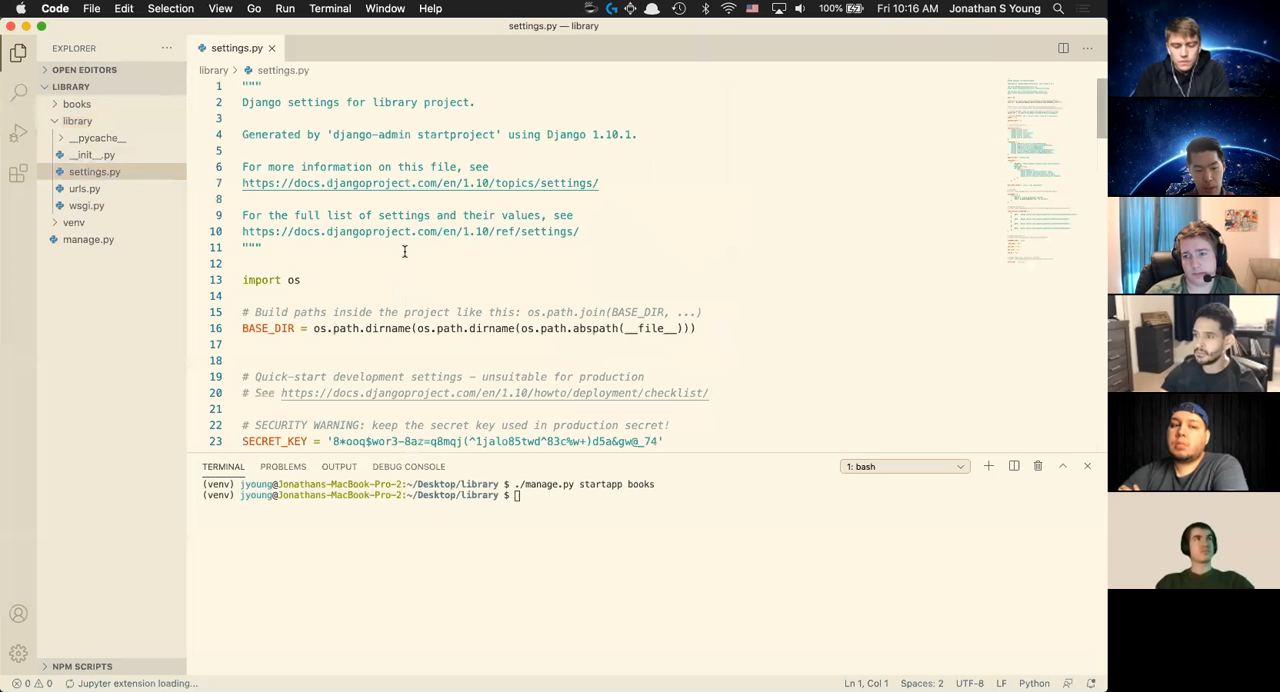 Code File Edit Selection View Go Run Terminal Window Help 100% Fri 10:16 AM Jonathan S Young
settings.py — library
EXPLORER
OPEN EDITORS
LIBRARY
books
library
__pycache__
__init__.py
settings.py
urls.py
wsgi.py
venv
manage.py
NPM SCRIPTS
settings.py
library > settings.py
1 """
2 Django settings for library project.
3
4 Generated by 'django-admin startproject' using Django 1.10.1.
5
6 For more information on this file, see
7 https://docs.djangoproject.com/en/1.10/topics/settings/
8
9 For the full list of settings and their values, see
10 https://docs.djangoproject.com/en/1.10/ref/settings/
11 """
12
13 import os
14
15 # Build paths inside the project like this: os.path.join(BASE_DIR, ...)
16 BASE_DIR = os.path.dirname(os.path.dirname(os.path.abspath(__file__)))
17
18
19 # Quick-start development settings - unsuitable for production
20 # See https://docs.djangoproject.com/en/1.10/howto/deployment/checklist/
21
22 # SECURITY WARNING: keep the secret key used in production secret!
23 SECRET_KEY = '8*ooq$wor3-8az=q8mqj(^1jalo85twd^83c%w+)d5a&gw@_74'
TERMINAL PROBLEMS OUTPUT DEBUG CONSOLE 1: bash
(venv) jyoung@Jonathans-MacBook-Pro-2:~/Desktop/library $ ./manage.py startapp books
(venv) jyoung@Jonathans-MacBook-Pro-2:~/Desktop/library $
0 0 Jupyter extension loading... Ln 1, Col 1 Spaces: 2 UTF-8 LF Python